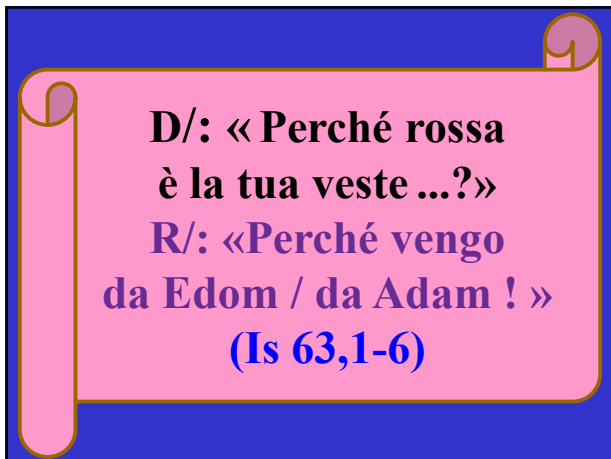 D/: « Perché rossa
è la tua veste ...?»
R/: «Perché vengo
da Edom / da Adam ! »
(Is 63,1-6)